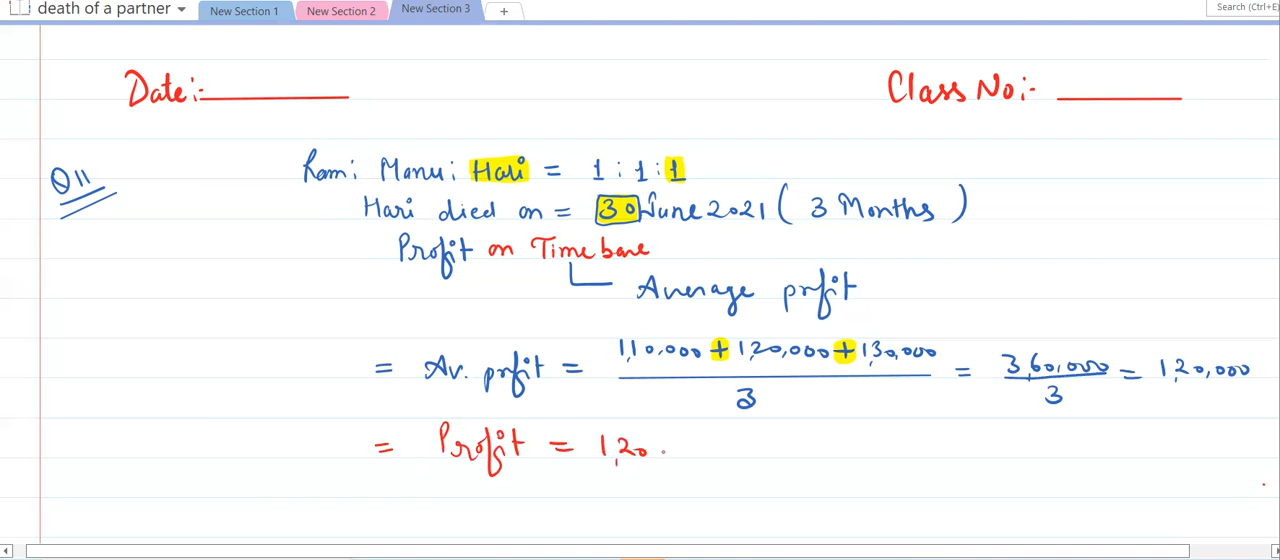 death of a partner New Section 1 New Section 2 New Section 3 + Search (Ctrl+E)
Date:- Class No:-
Q11 Ram: Manu: Hari = 1 : 1 : 1
Hari died on = 30 June 2021 ( 3 Months )
Profit on Time base
Average profit
= Av. profit = 1,10,000 + 1,20,000 + 1,30,000 / 3 = 3,60,000 / 3 = 1,20,000
= Profit = 1,20